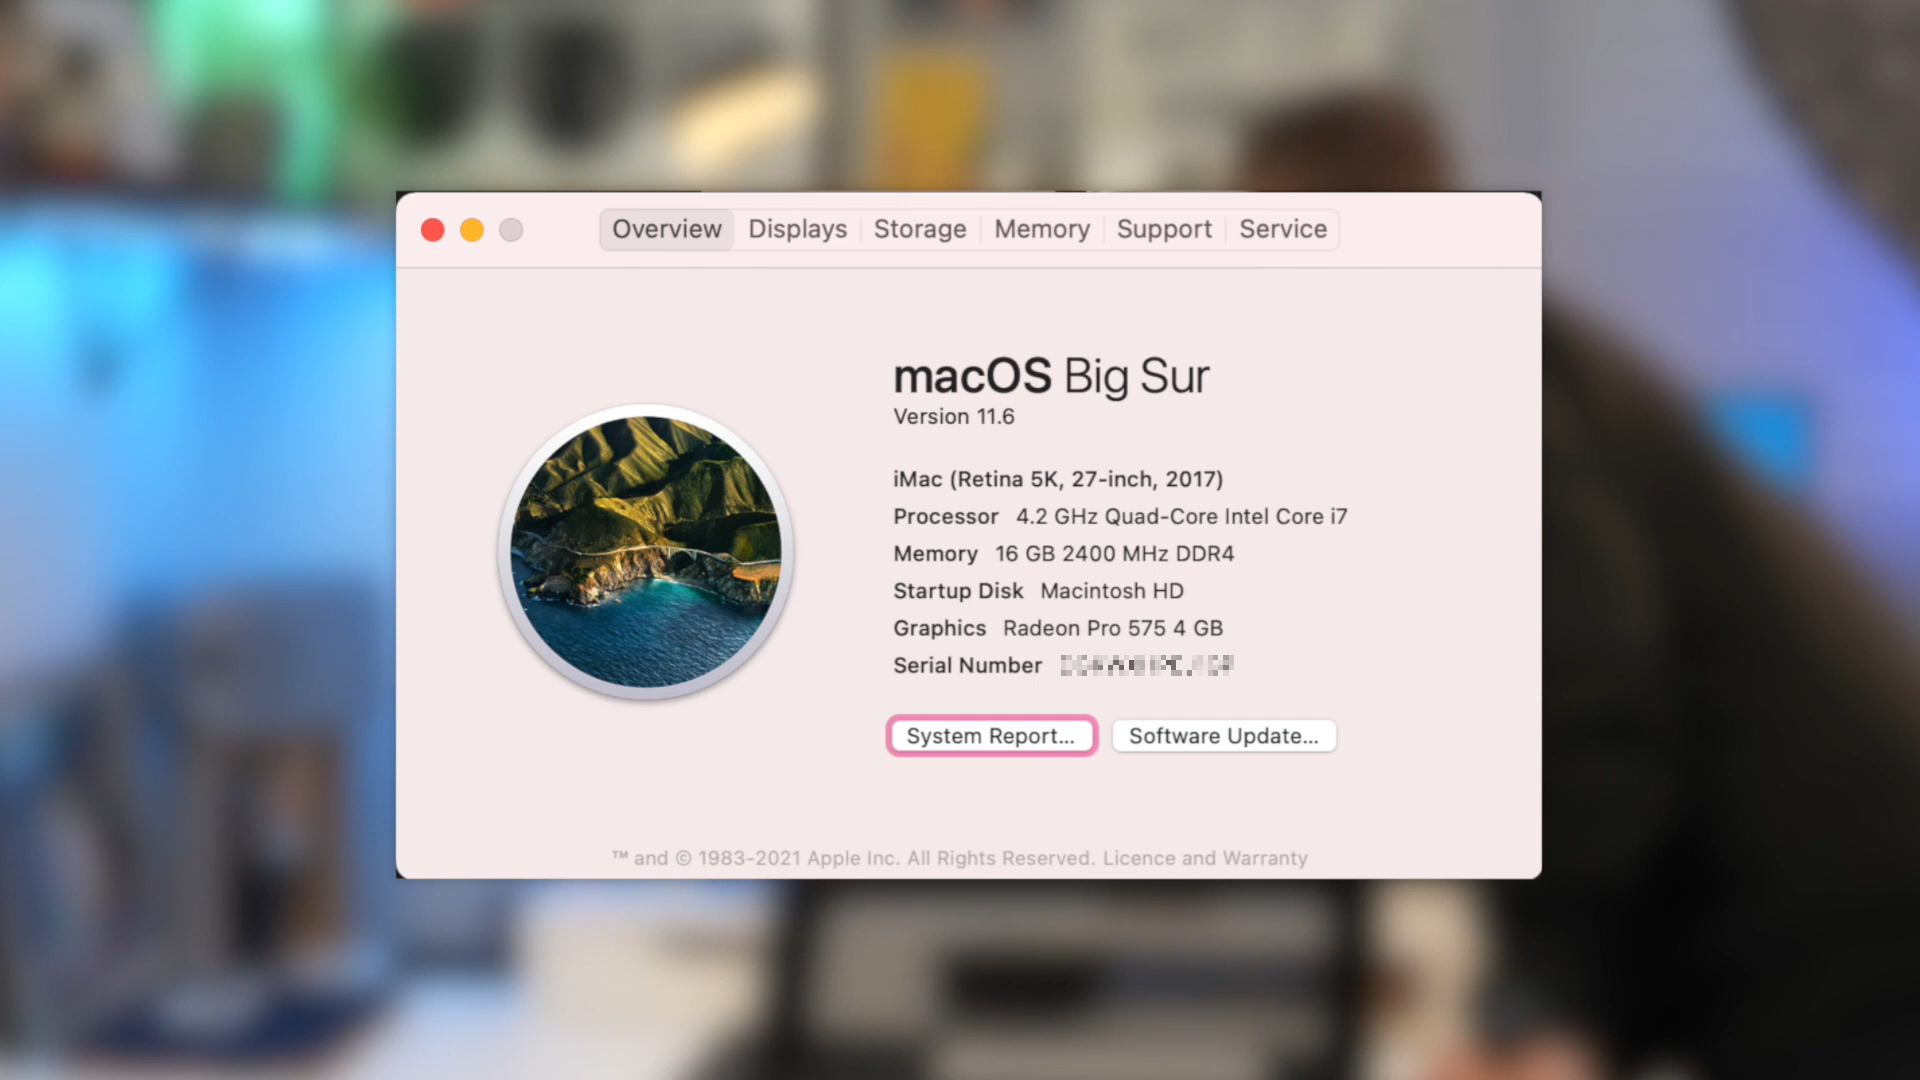 Overview Displays Storage Memory Support Service
macOS Big Sur
Version 11.6
iMac (Retina 5K, 27-inch, 2017)
Processor 4.2 GHz Quad-Core Intel Core i7
Memory 16 GB 2400 MHz DDR4
Startup Disk Macintosh HD
Graphics Radeon Pro 575 4 GB
Serial Number
System Report... Software Update...
™ and © 1983-2021 Apple Inc. All Rights Reserved. Licence and Warranty